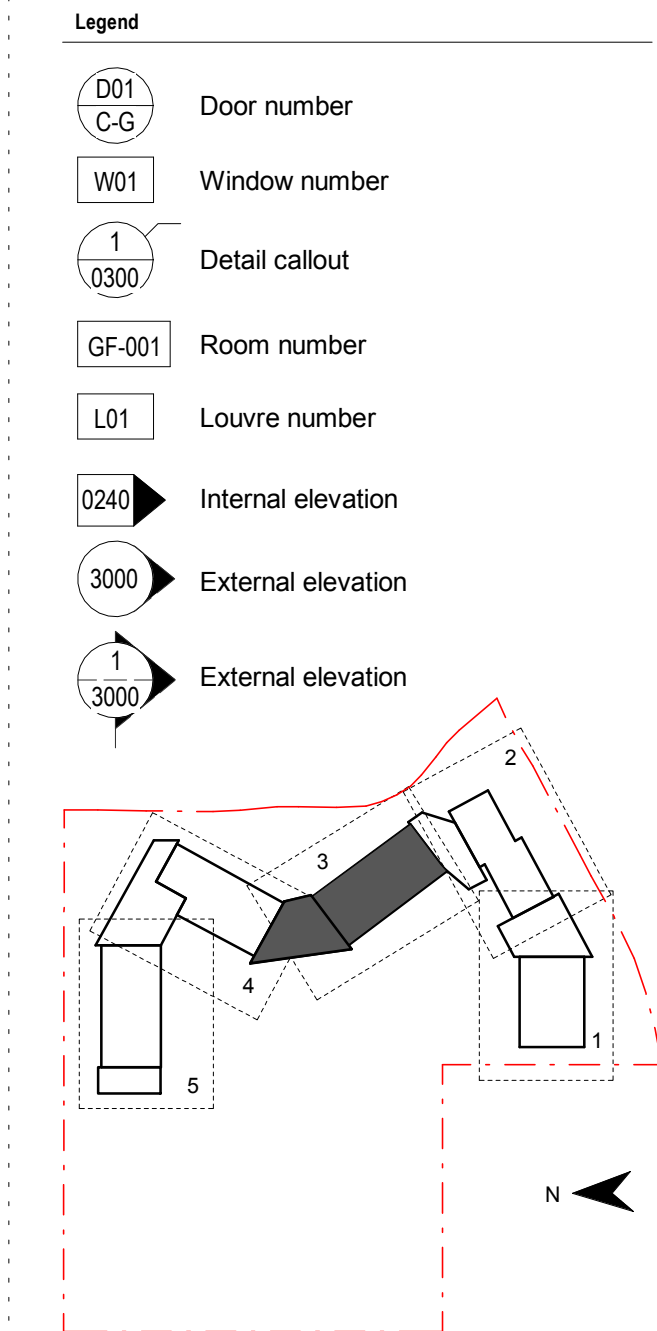 Legend
D01
C-G
Door number
W01
Window number
1
0300
Detail callout
GF-001
Room number
L01
Louvre number
0240
Internal elevation
3000
External elevation
1
3000
External elevation
2
3
4
1
5
N